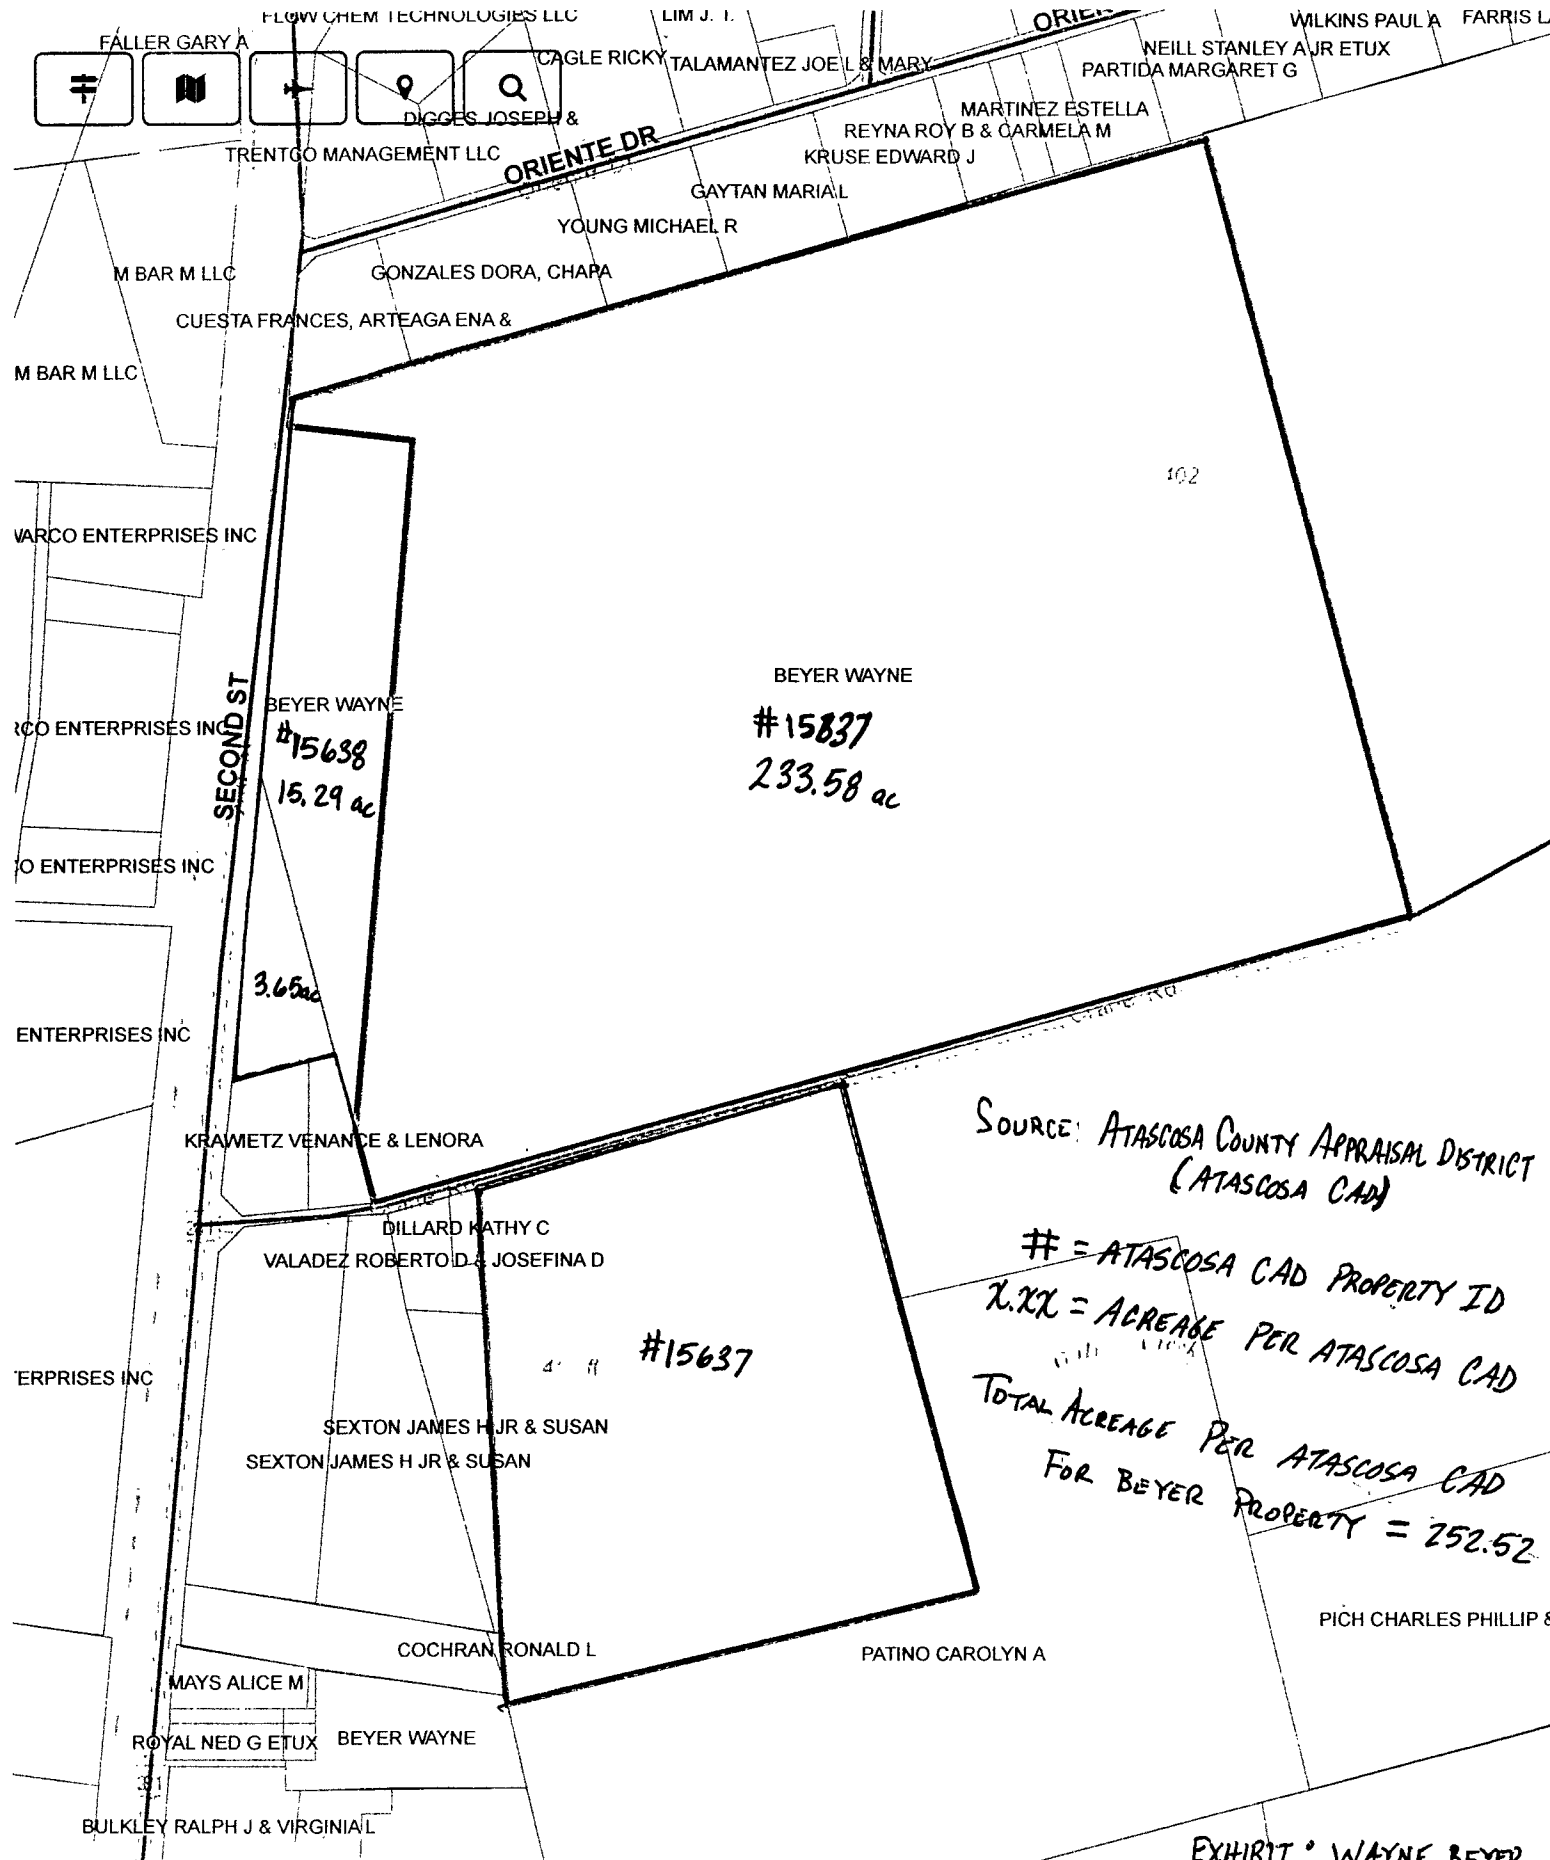 FLOW CHEM TECHNOLOGIES LLC
LIM J. T.
WILKINS PAUL A
FALLER GARY A
CAGLE RICKY
TALAMANTEZ JOE L & MARY
NEILL STANLEY A JR ETUX
PARTIDA MARGARET G
DIGGES JOSEPH &
MARTINEZ ESTELLA
REYNA ROY B & CARMELA M
TRENTCO MANAGEMENT LLC
ORIENTE DR
KRUSE EDWARD J
GAYTAN MARIA L
YOUNG MICHAEL R
M BAR M LLC
GONZALES DORA, CHAPA
CUESTA FRANCES, ARTEAGA ENA &
M BAR M LLC
102
ENTERPRISES INC
BEYER WAYNE
#15837
233.58 ac
SECOND ST
BEYER WAYNE
#15638
15.29 ac
ENTERPRISES INC
ENTERPRISES INC
3.65ac
ENTERPRISES INC
KRAWIETZ VENANCE & LENORA
SOURCE: ATASCOSA COUNTY APPRAISAL DISTRICT
(ATASCOSA CAD)
DILLARD KATHY C
VALADEZ ROBERTO D & JOSEFINA D
# = ATASCOSA CAD PROPERTY ID
X.XX = ACREAGE PER ATASCOSA CAD
#15637
ERPRISES INC
TOTAL ACREAGE PER ATASCOSA CAD
FOR BEYER PROPERTY = 252.52
SEXTON JAMES H JR & SUSAN
SEXTON JAMES H JR & SUSAN
PICH CHARLES PHILLIP &
COCHRAN RONALD L
PATINO CAROLYN A
MAYS ALICE M
ROYAL NED G ETUX
BEYER WAYNE
BULKLEY RALPH J & VIRGINIA L
EXHIBIT: WAYNE BEYER